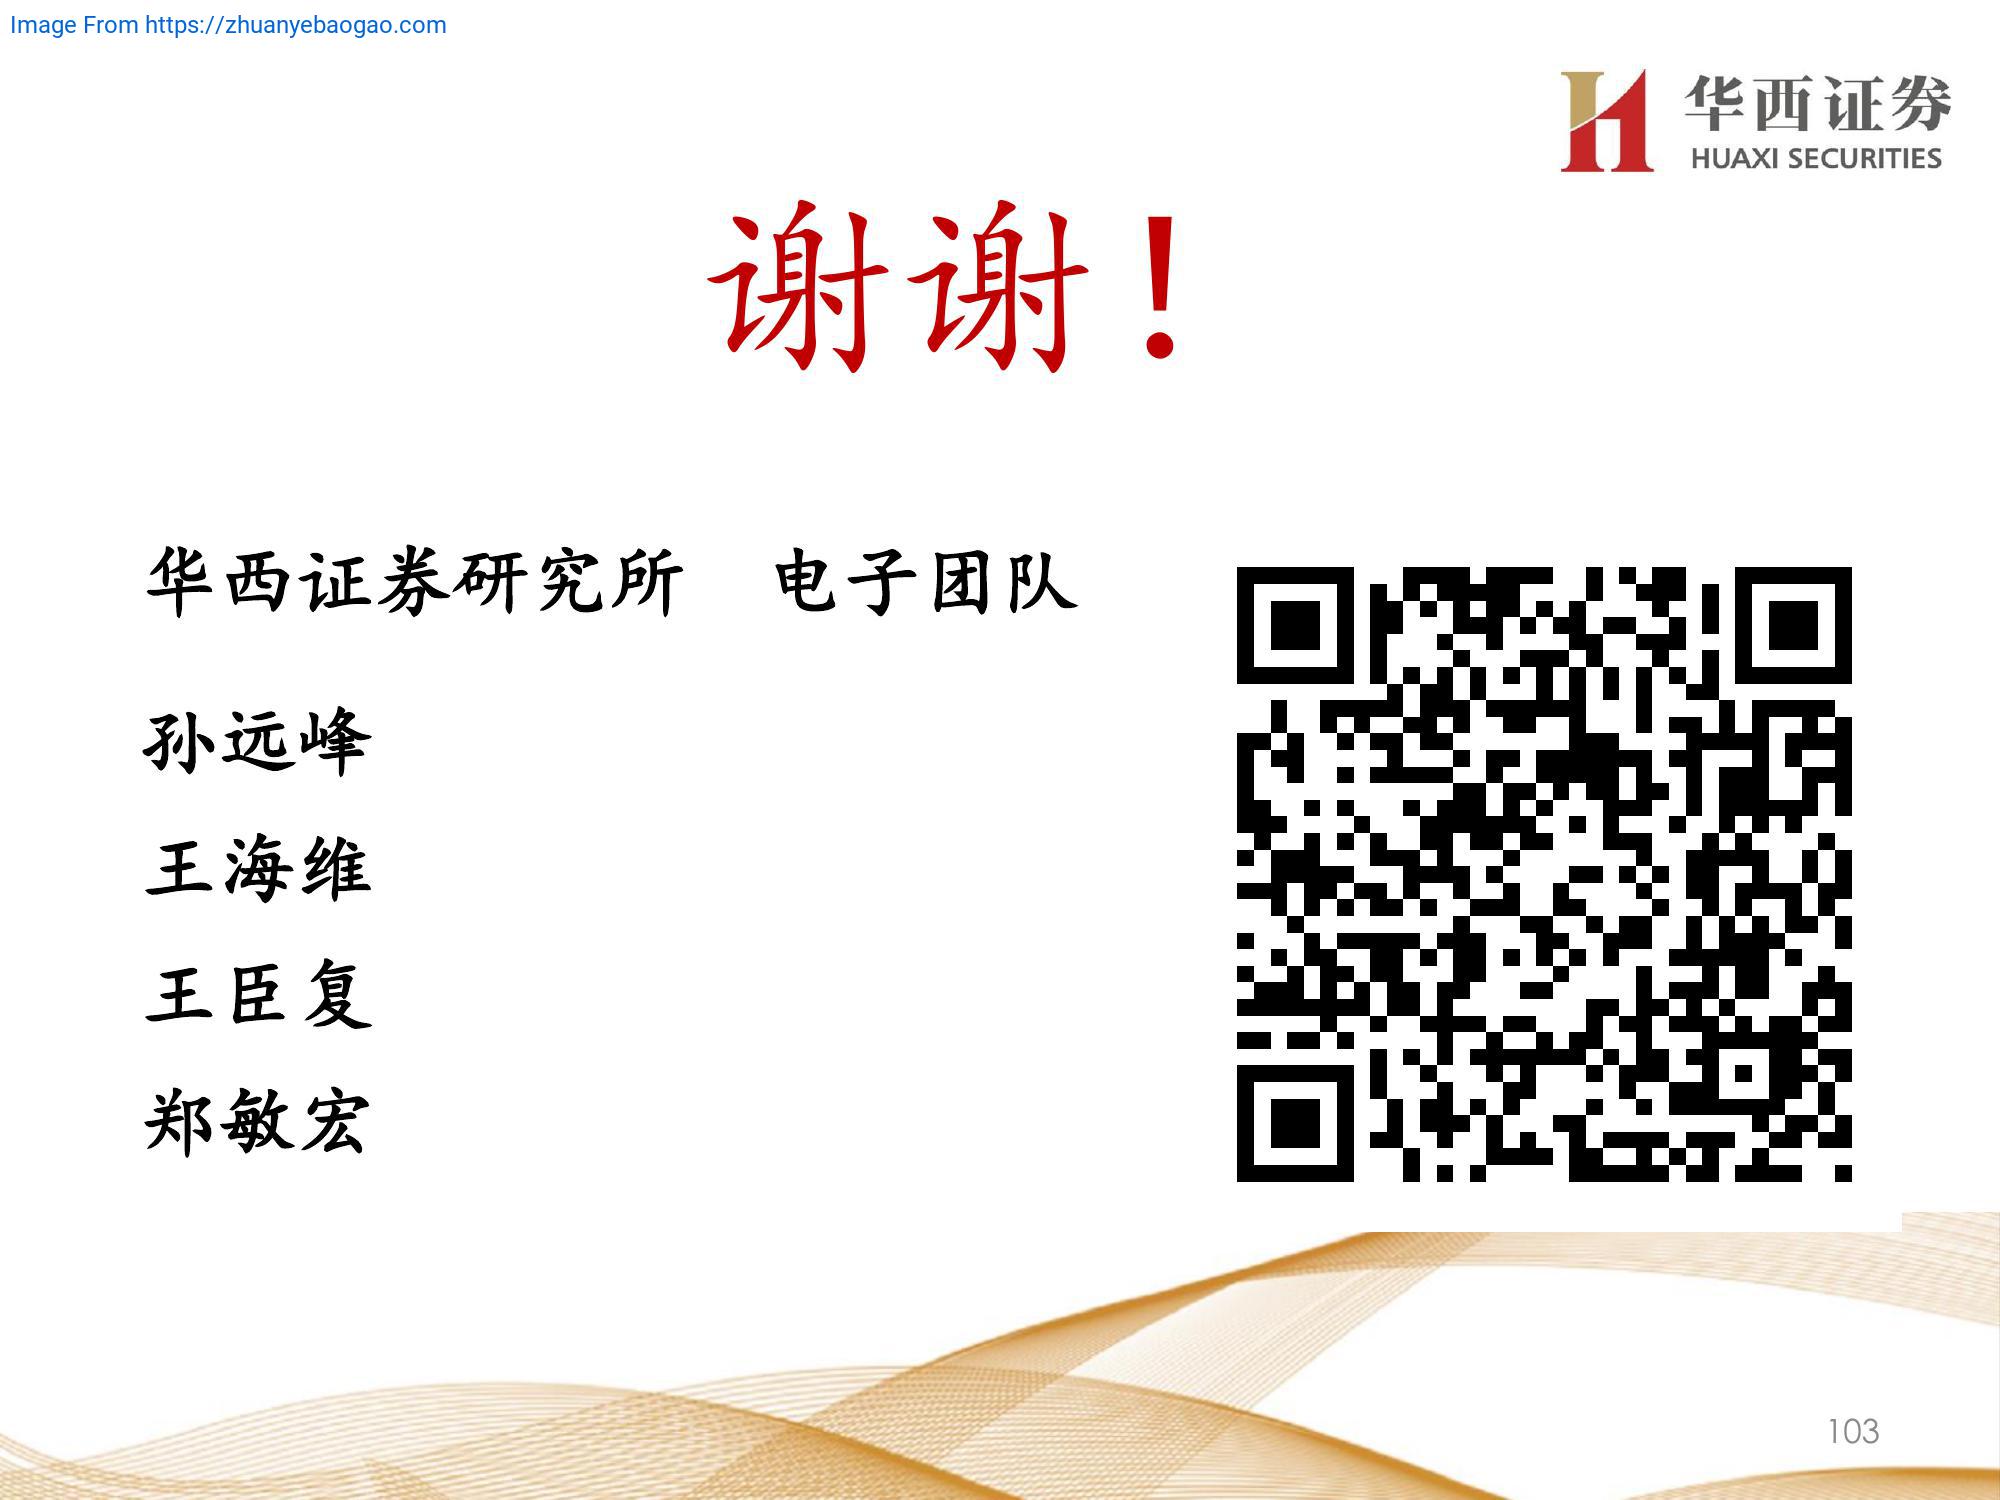 Image From https://zhuanyebaogao.com
华西证券
HUAXI SECURITIES
谢谢！
华西证券研究所 电子团队
孙远峰
王海维
王臣复
郑敏宏
103